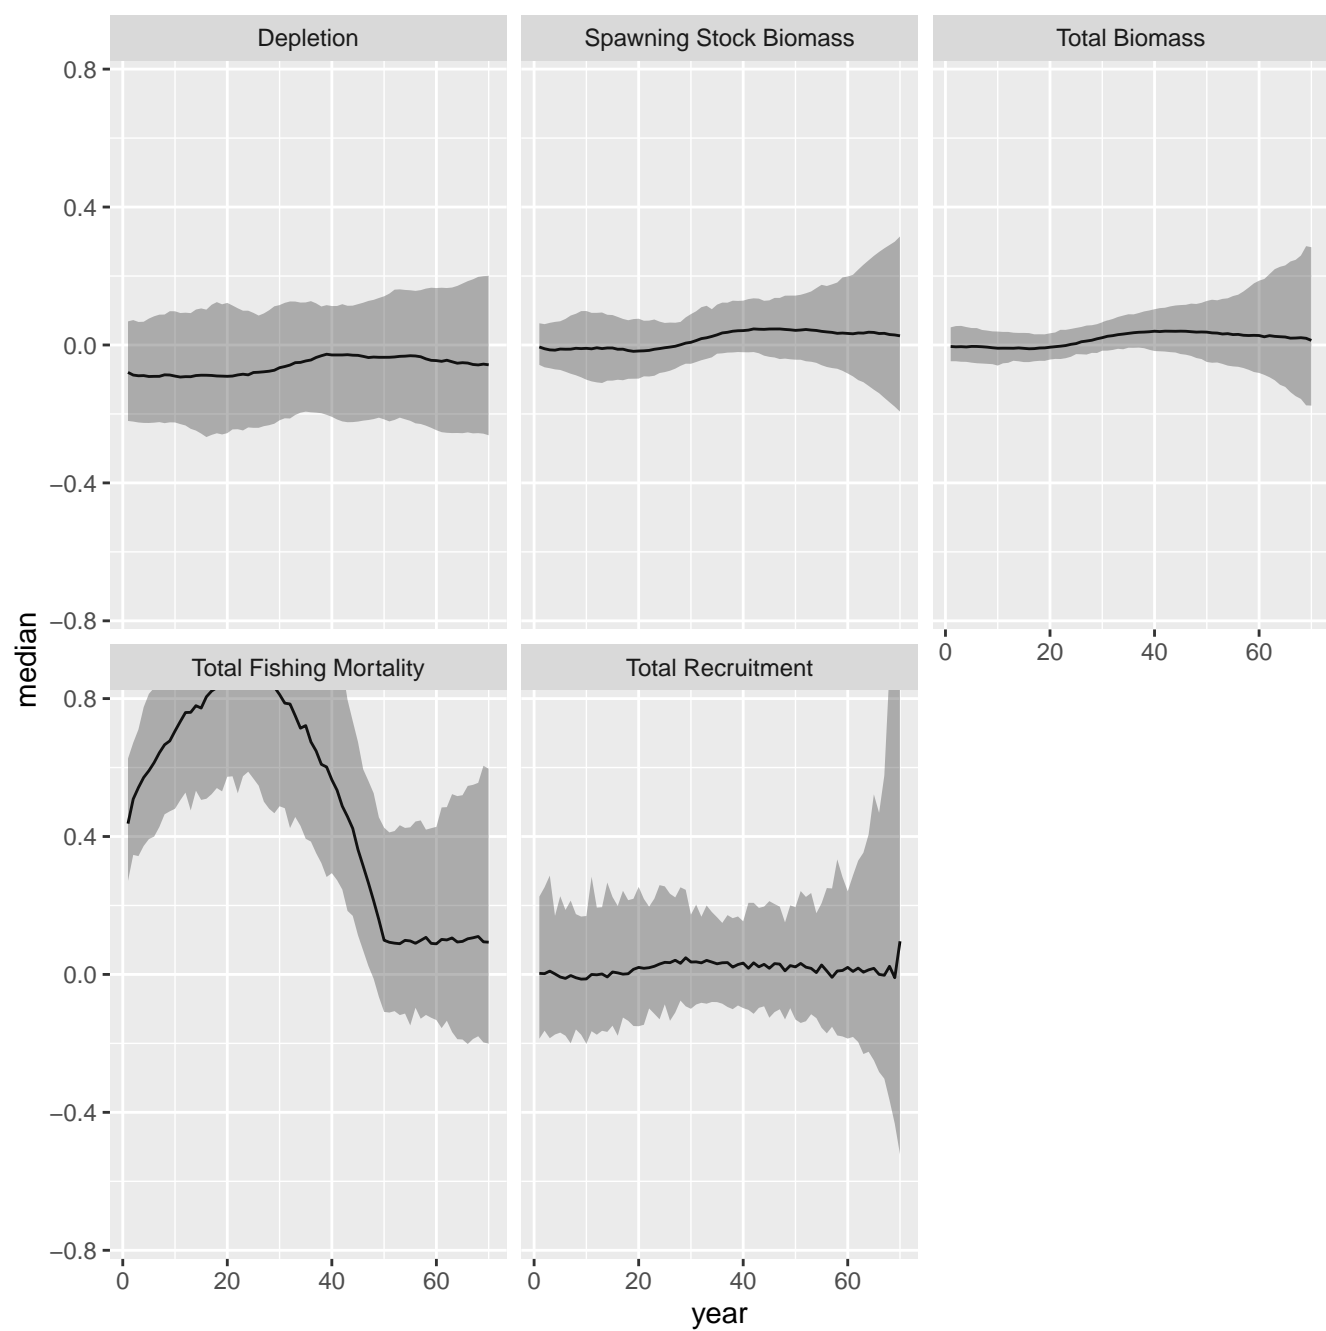 Depletion
Spawning Stock Biomass
Total Biomass
0.8
0.4
0.0
−0.4
−0.8
0 20 40 60
median
Total Fishing Mortality
Total Recruitment
0.8
0.4
0.0
−0.4
−0.8
0 20 40 60
0 20 40 60
year